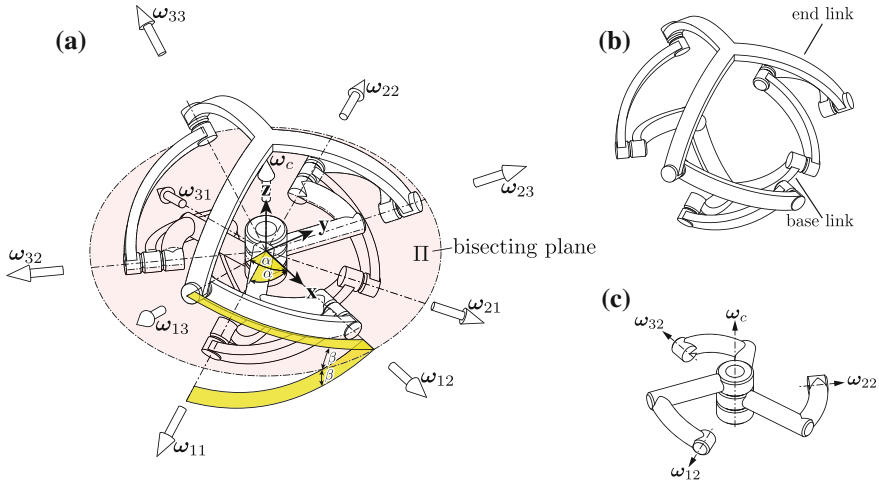 (a)
ω33
ω22
ωc
ω23
ω31
z
y
ω32
Π bisecting plane
α
α
x
ω21
ω13
β
β
ω12
ω11
(b)
end link
base link
(c)
ωc
ω32
ω22
ω12